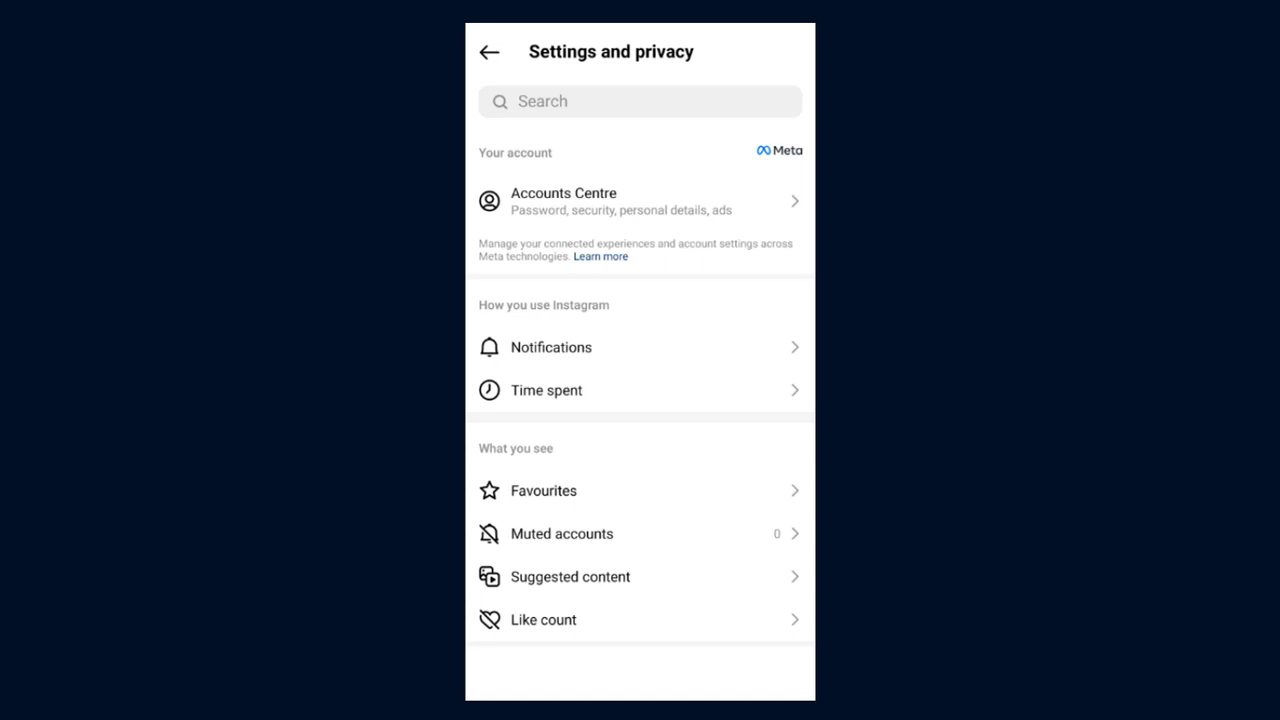 Settings and privacy
Search
Your account
Meta
Accounts Centre
Password, security, personal details, ads
Manage your connected experiences and account settings across
Meta technologies. Learn more
How you use Instagram
Notifications
Time spent
What you see
Favourites
Muted accounts 0
Suggested content
Like count